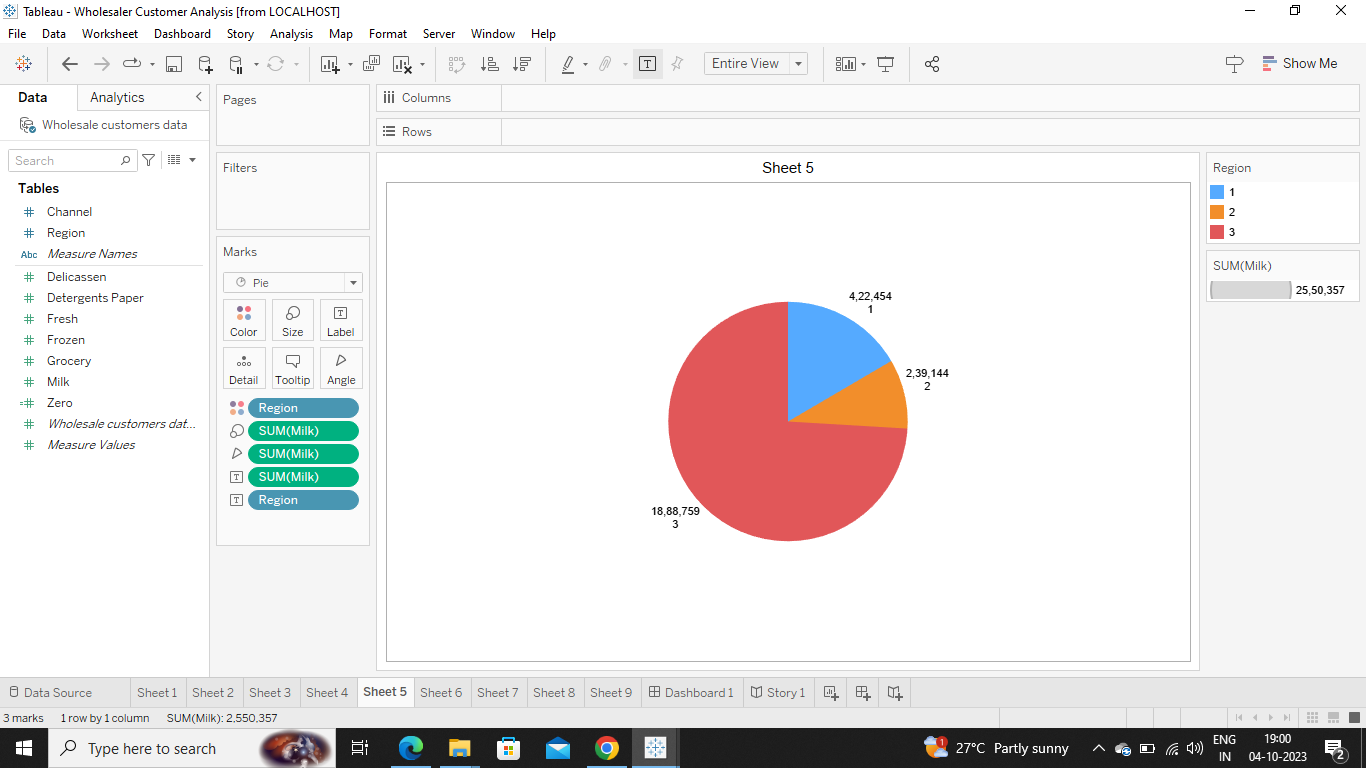 Tableau - Wholesaler Customer Analysis [from LOCALHOST]
File Data Worksheet Dashboard Story Analysis Map Format Server Window Help
Entire View
Show Me
Data
Analytics
Wholesale customers data
Search
Tables
Channel
Region
Abc Measure Names
Delicassen
Detergents Paper
Fresh
Frozen
Grocery
Milk
Zero
Wholesale customers dat...
Measure Values
Pages
Filters
Marks
Pie
Color Size Label
Detail Tooltip Angle
Region
SUM(Milk)
SUM(Milk)
SUM(Milk)
Region
Columns
Rows
Sheet 5
4,22,454
1
2,39,144
2
18,88,759
3
Region
1
2
3
SUM(Milk)
25,50,357
Data Source Sheet 1 Sheet 2 Sheet 3 Sheet 4 Sheet 5 Sheet 6 Sheet 7 Sheet 8 Sheet 9 Dashboard 1 Story 1
3 marks 1 row by 1 column SUM(Milk): 2,550,357
Type here to search
1
27°C Partly sunny
ENG
IN
19:00
04-10-2023
2